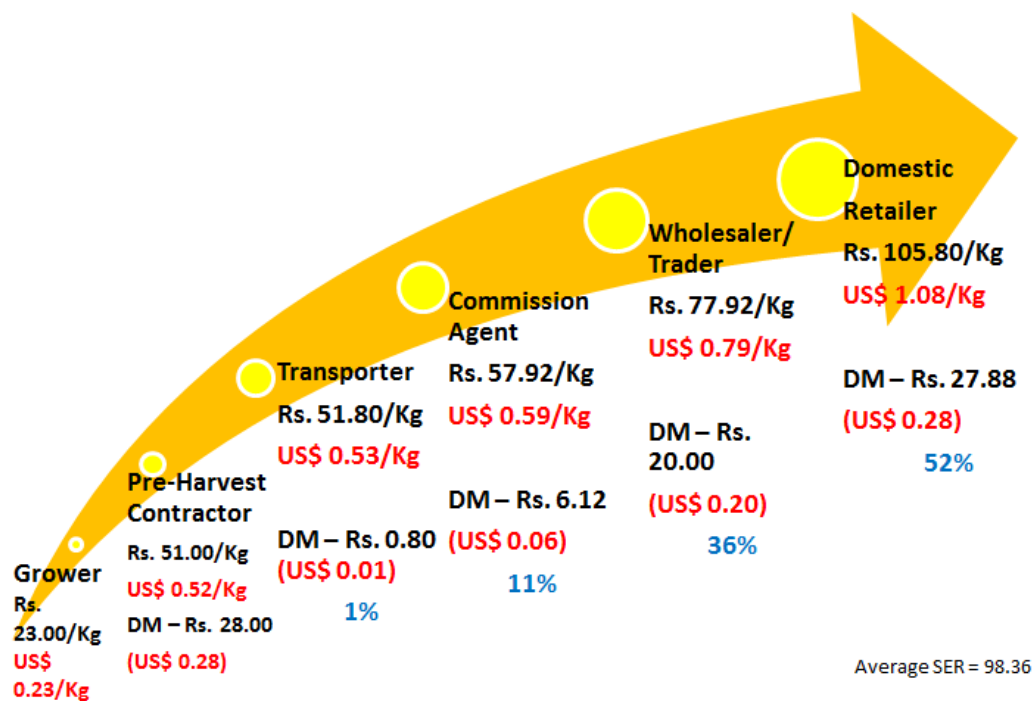 Grower
Rs.
23.00/Kg
US$
0.23/Kg
Pre-Harvest
Contractor
Rs. 51.00/Kg
US$ 0.52/Kg
DM – Rs. 28.00
(US$ 0.28)
Transporter
Rs. 51.80/Kg
US$ 0.53/Kg
DM – Rs. 0.80
(US$ 0.01)
1%
Commission
Agent
Rs. 57.92/Kg
US$ 0.59/Kg
DM – Rs. 6.12
(US$ 0.06)
11%
Wholesaler/
Trader
Rs. 77.92/Kg
US$ 0.79/Kg
DM – Rs.
20.00
(US$ 0.20)
36%
Domestic
Retailer
Rs. 105.80/Kg
US$ 1.08/Kg
DM – Rs. 27.88
(US$ 0.28)
52%
Average SER = 98.36